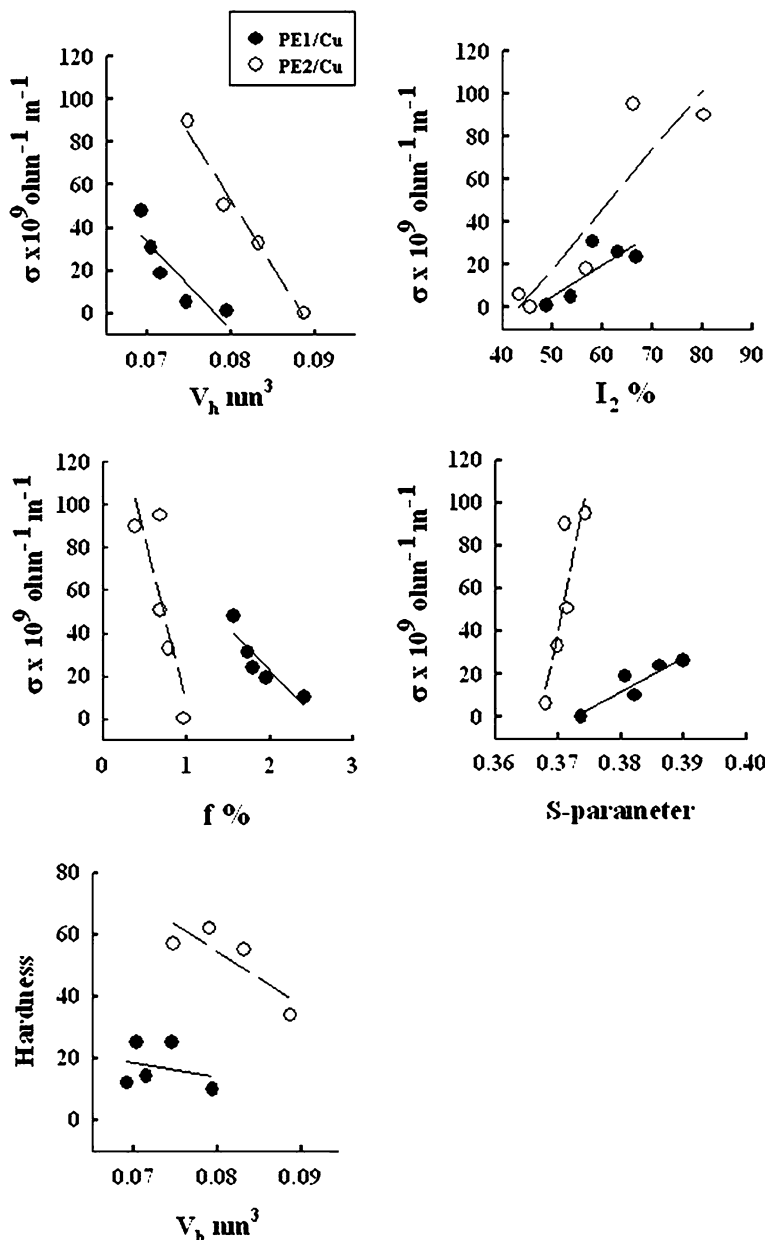 PE1/Cu
PE2/Cu
120
100
80
60
40
20
0
σ x 10⁹ ohm⁻¹ m⁻¹
0.07 0.08 0.09
V_h nm³
120
100
80
60
40
20
0
σ x 10⁹ ohm⁻¹ m⁻¹
40 50 60 70 80 90
I₂ %
120
100
80
60
40
20
0
σ x 10⁹ ohm⁻¹ m⁻¹
0 1 2 3
f %
120
100
80
60
40
20
0
σ x 10⁹ ohm⁻¹ m⁻¹
0.36 0.37 0.38 0.39 0.40
S-parameter
80
60
40
20
0
Hardness
0.07 0.08 0.09
V_h nm³